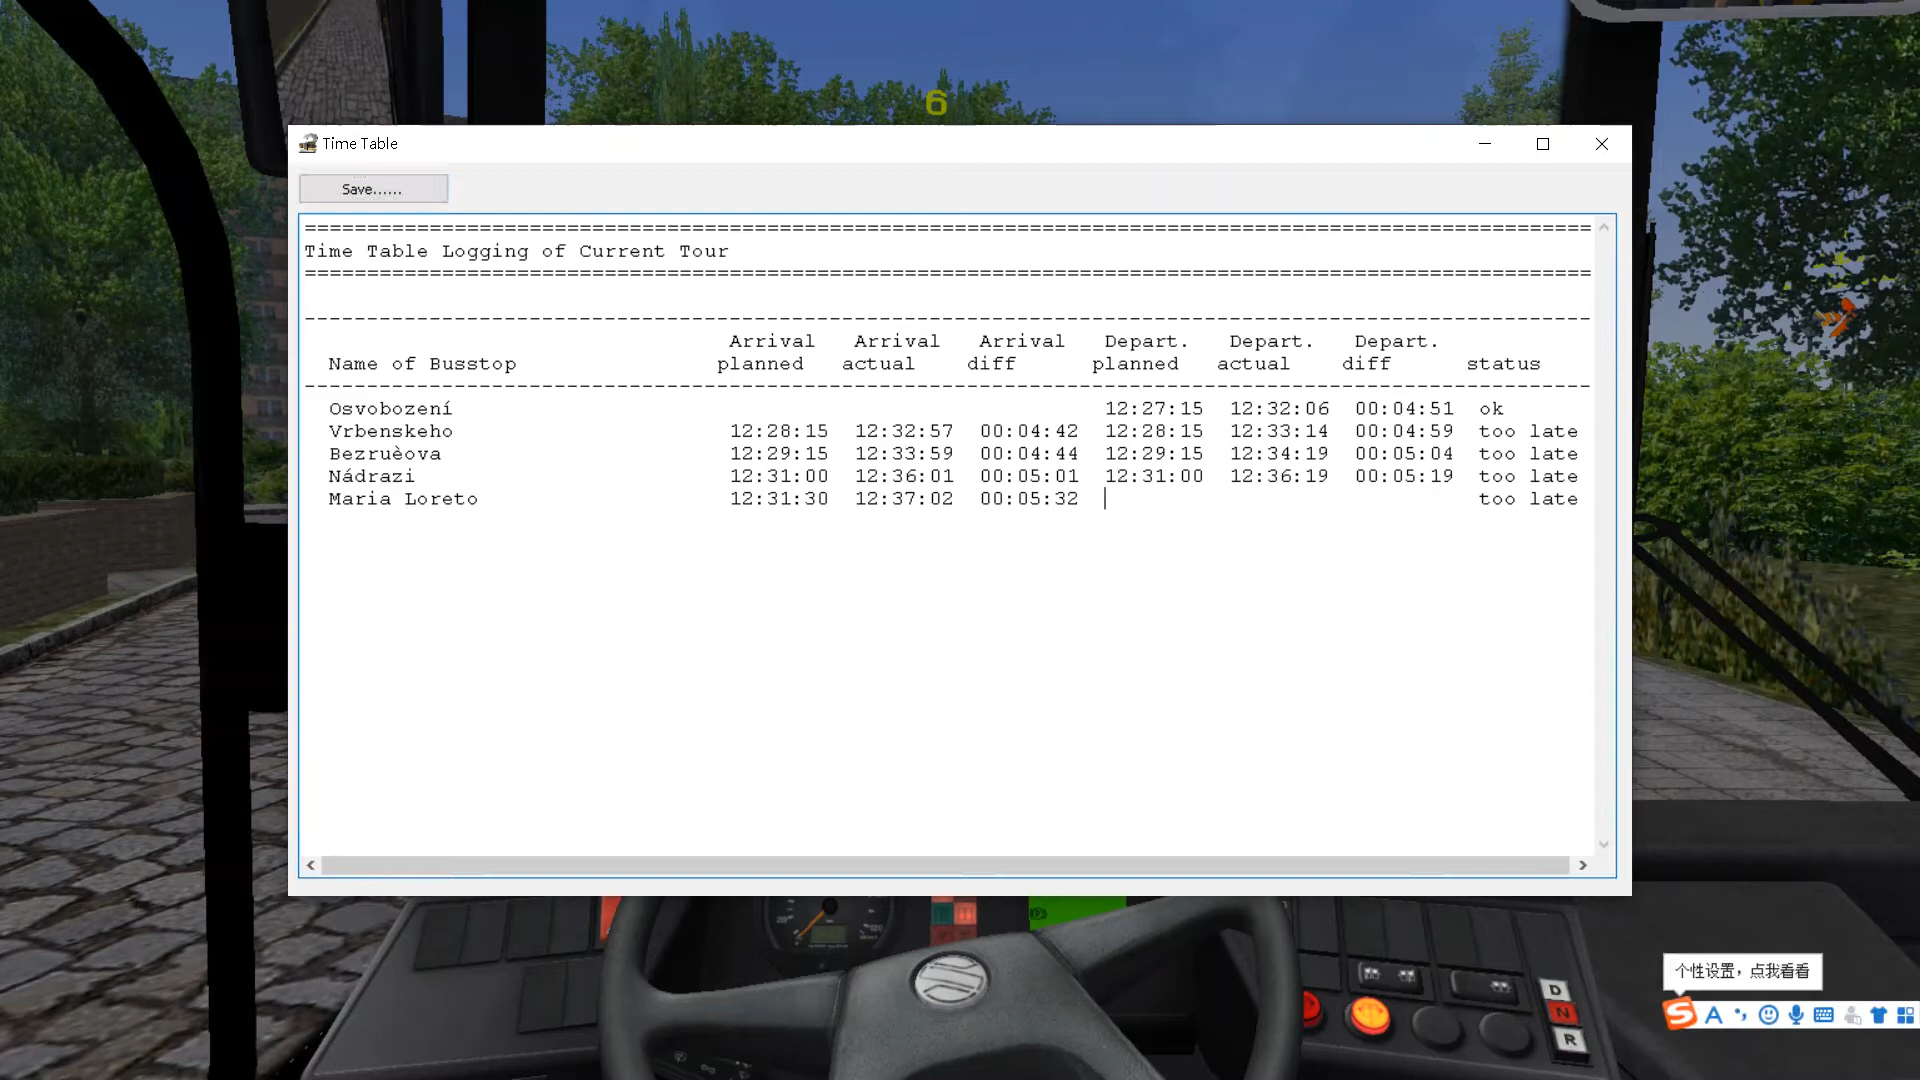 6
Time Table
Save......
Time Table Logging of Current Tour
Arrival Arrival Arrival Depart. Depart. Depart.
Name of Busstop planned actual diff planned actual diff status
Osvobození 12:27:15 12:32:06 00:04:51 ok
Vrbenskeho 12:28:15 12:32:57 00:04:42 12:28:15 12:33:14 00:04:59 too late
Bezruèova 12:29:15 12:33:59 00:04:44 12:29:15 12:34:19 00:05:04 too late
Nádrazi 12:31:00 12:36:01 00:05:01 12:31:00 12:36:19 00:05:19 too late
Maria Loreto 12:31:30 12:37:02 00:05:32 too late
20
120
个性设置，点我看看
D
N
R
S A